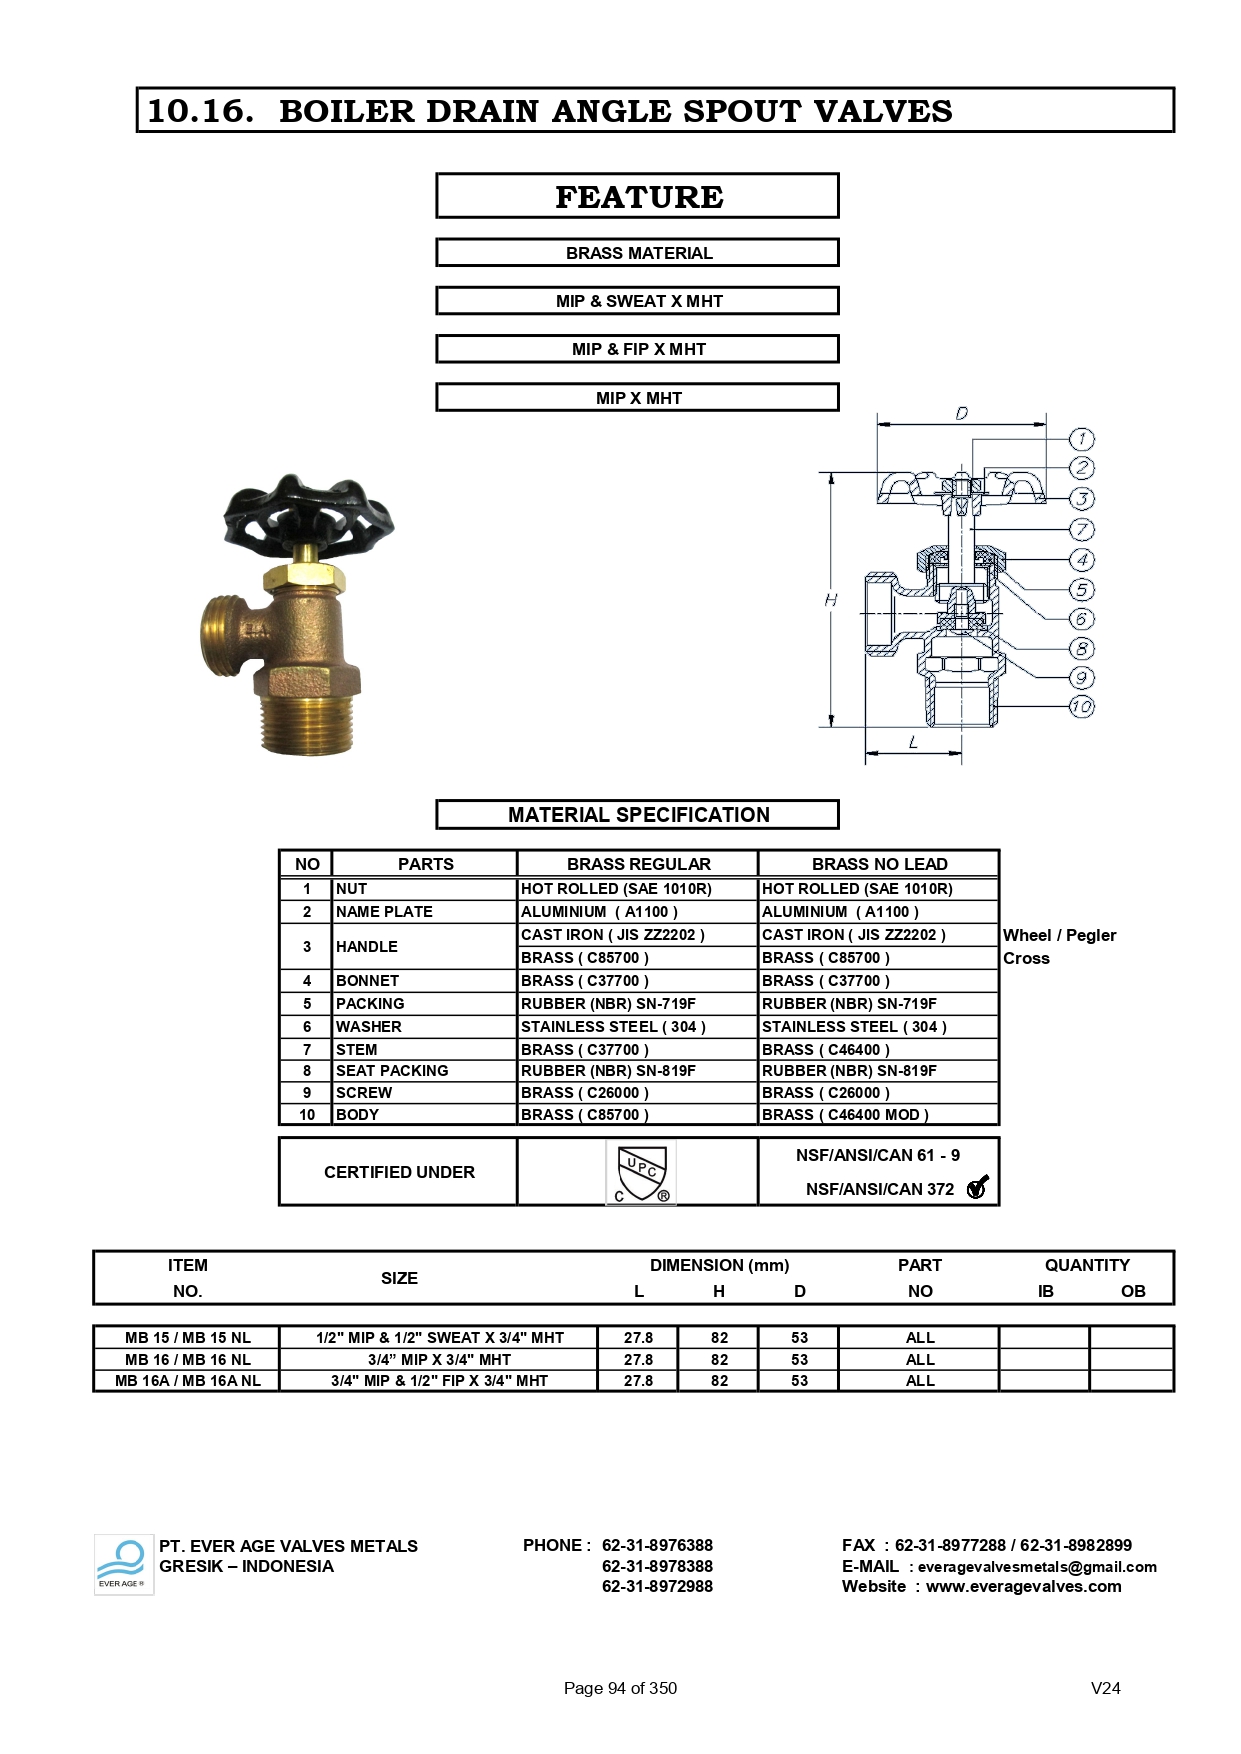 10.16. BOILER DRAIN ANGLE SPOUT VALVES
FEATURE
BRASS MATERIAL
MIP & SWEAT X MHT
MIP & FIP X MHT
MIP X MHT
D
1
2
3
7
4
H
5
6
8
9
10
L
MATERIAL SPECIFICATION
NO PARTS BRASS REGULAR BRASS NO LEAD
1 NUT HOT ROLLED (SAE 1010R) HOT ROLLED (SAE 1010R)
2 NAME PLATE ALUMINIUM ( A1100 ) ALUMINIUM ( A1100 )
3 HANDLE CAST IRON ( JIS ZZ2202 ) CAST IRON ( JIS ZZ2202 ) Wheel / Pegler
BRASS ( C85700 ) BRASS ( C85700 ) Cross
4 BONNET BRASS ( C37700 ) BRASS ( C37700 )
5 PACKING RUBBER (NBR) SN-719F RUBBER (NBR) SN-719F
6 WASHER STAINLESS STEEL ( 304 ) STAINLESS STEEL ( 304 )
7 STEM BRASS ( C37700 ) BRASS ( C46400 )
8 SEAT PACKING RUBBER (NBR) SN-819F RUBBER (NBR) SN-819F
9 SCREW BRASS ( C26000 ) BRASS ( C26000 )
10 BODY BRASS ( C85700 ) BRASS ( C46400 MOD )
CERTIFIED UNDER
UPC
C ®
NSF/ANSI/CAN 61 - 9
NSF/ANSI/CAN 372
ITEM SIZE DIMENSION (mm) PART QUANTITY
NO. L H D NO IB OB
MB 15 / MB 15 NL 1/2" MIP & 1/2" SWEAT X 3/4" MHT 27.8 82 53 ALL
MB 16 / MB 16 NL 3/4” MIP X 3/4" MHT 27.8 82 53 ALL
MB 16A / MB 16A NL 3/4" MIP & 1/2" FIP X 3/4" MHT 27.8 82 53 ALL
EVER AGE ®
PT. EVER AGE VALVES METALS PHONE : 62-31-8976388 FAX : 62-31-8977288 / 62-31-8982899
GRESIK – INDONESIA 62-31-8978388 E-MAIL : everagevalvesmetals@gmail.com
62-31-8972988 Website : www.everagevalves.com
Page 94 of 350 V24